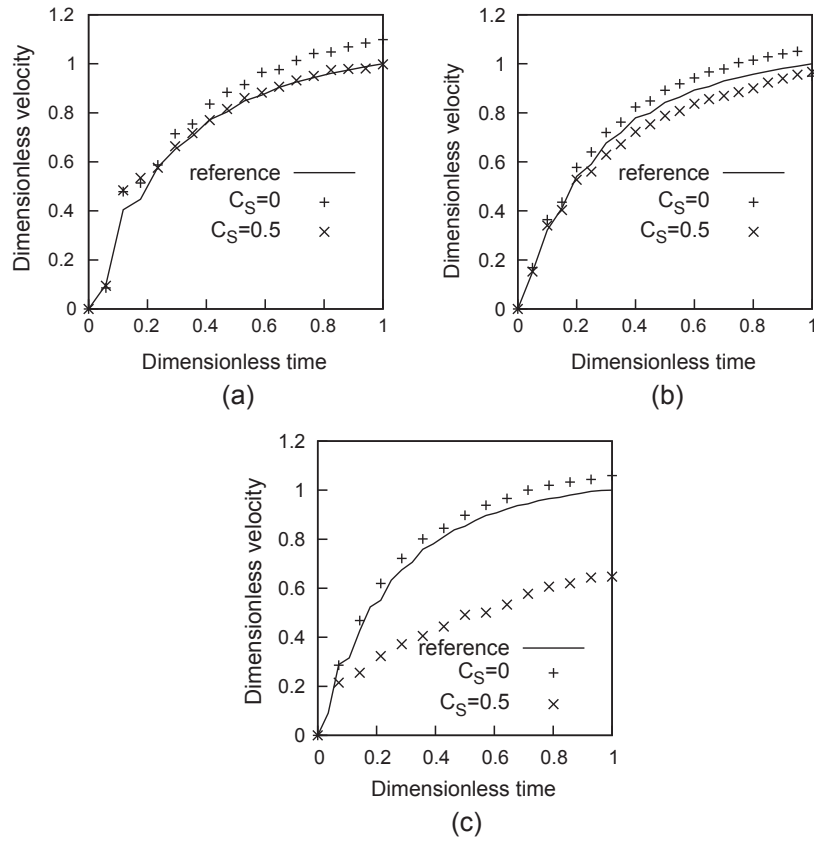 1.2
1
0.8
0.6
0.4
0.2
0
Dimensionless velocity
reference
C_S=0
C_S=0.5
0 0.2 0.4 0.6 0.8 1
Dimensionless time
(a)
1.2
1
0.8
0.6
0.4
0.2
0
Dimensionless velocity
reference
C_S=0
C_S=0.5
0 0.2 0.4 0.6 0.8 1
Dimensionless time
(b)
1.2
1
0.8
0.6
0.4
0.2
0
Dimensionless velocity
reference
C_S=0
C_S=0.5
0 0.2 0.4 0.6 0.8 1
Dimensionless time
(c)